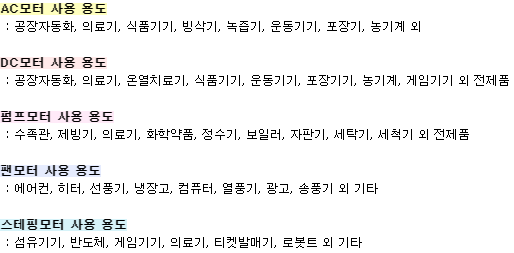 AC모터 사용 용도
: 공장자동화, 의료기, 식품기기, 빙삭기, 녹즙기, 운동기기, 포장기, 농기계 외
DC모터 사용 용도
: 공장자동화, 의료기, 온열치료기, 식품기기, 운동기기, 포장기기, 농기계, 게임기기 외 전제품
펌프모터 사용 용도
: 수족관, 제빙기, 의료기, 화학약품, 정수기, 보일러, 자판기, 세탁기, 세척기 외 전제품
팬모터 사용 용도
: 에어컨, 히터, 선풍기, 냉장고, 컴퓨터, 열풍기, 광고, 송풍기 외 기타
스테핑모터 사용 용도
: 섬유기기, 반도체, 게임기기, 의료기, 티켓발매기, 로봇트 외 기타